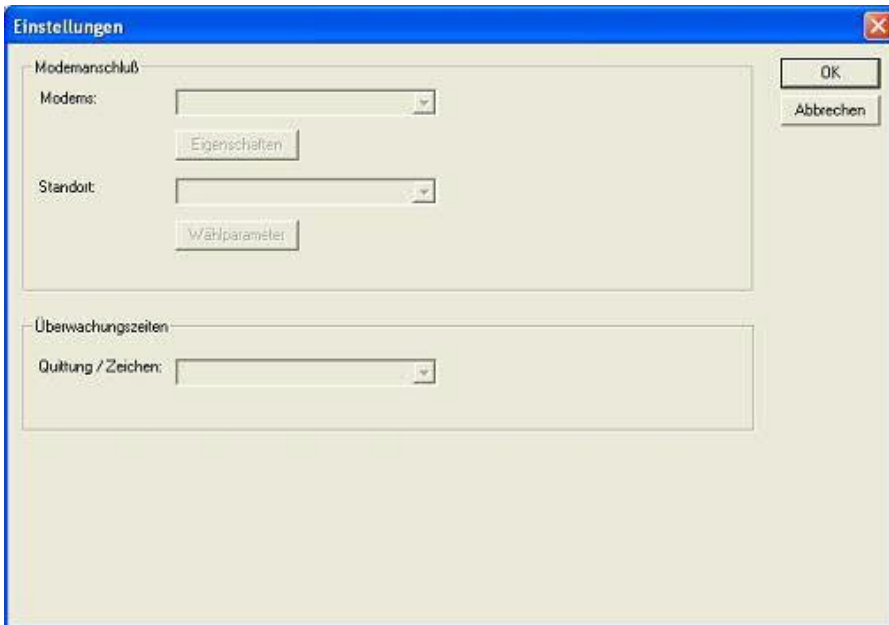 Einstellungen
Modemanschluß
Modems:
Eigenschaften
Standort:
Wählparameter
Überwachungszeiten
Quittung / Zeichen:
OK
Abbrechen